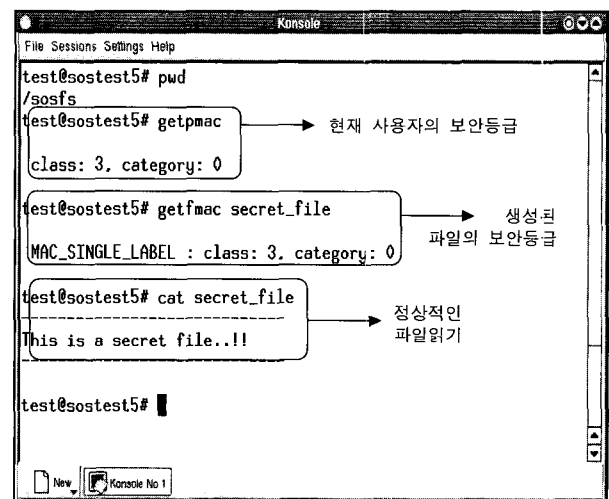 Konsole
File Sessions Settings Help
test@sostest5# pwd
/sosfs
test@sostest5# getpmac
현재 사용자의 보안등급
class: 3, category: 0
test@sostest5# getfmac secret_file
생성된
파일의 보안등급
MAC_SINGLE_LABEL : class: 3, category: 0
test@sostest5# cat secret_file
--------------------------------
정상적인
파일읽기
This is a secret file..!!
--------------------------------
test@sostest5#
New
Konsole No 1